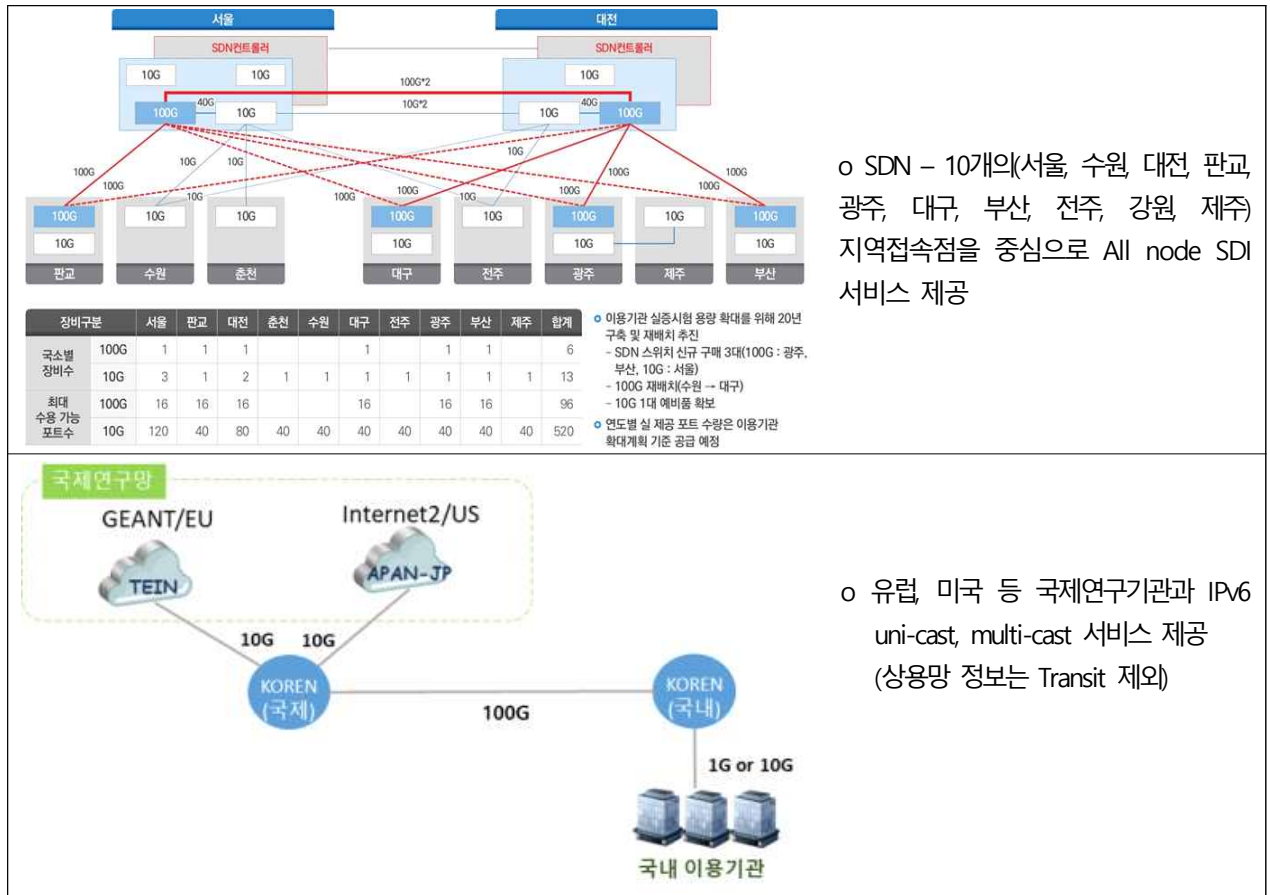 서울
대전
SDN컨트롤러
SDN컨트롤러
10G
10G
10G
100G*2
100G
40G
10G
10G*2
10G
40G
100G
100G
100G
10G
10G
10G
10G
100G
100G
10G
10G
100G
100G
100G
100G
10G
10G
100G
10G
100G
10G
100G
10G
10G
10G
10G
판교
수원
춘천
대구
전주
광주
제주
부산
장비구분 서울 판교 대전 춘천 수원 대구 전주 광주 부산 제주 합계
국소별 장비수 100G 1 1 1 1 1 1 6
10G 3 1 2 1 1 1 1 1 1 1 13
최대 수용 가능 포트수 100G 16 16 16 16 16 16 96
10G 120 40 80 40 40 40 40 40 40 40 520
이용기관 실증시험 용량 확대를 위해 20년
구축 및 재배치 추진
- SDN 스위치 신규 구매 3대(100G : 광주,
부산, 10G : 서울)
- 100G 재배치(수원 → 대구)
- 10G 1대 예비품 확보
연도별 실 제공 포트 수량은 이용기관
확대계획 기준 공급 예정
o SDN – 10개의(서울, 수원, 대전, 판교,
광주, 대구, 부산, 전주, 강원, 제주)
지역접속점을 중심으로 All node SDI
서비스 제공
국제연구망
GEANT/EU
Internet2/US
TEIN
APAN-JP
10G
10G
KOREN
(국제)
100G
KOREN
(국내)
1G or 10G
국내 이용기관
o 유럽, 미국 등 국제연구기관과 IPv6
uni-cast, multi-cast 서비스 제공
(상용망 정보는 Transit 제외)